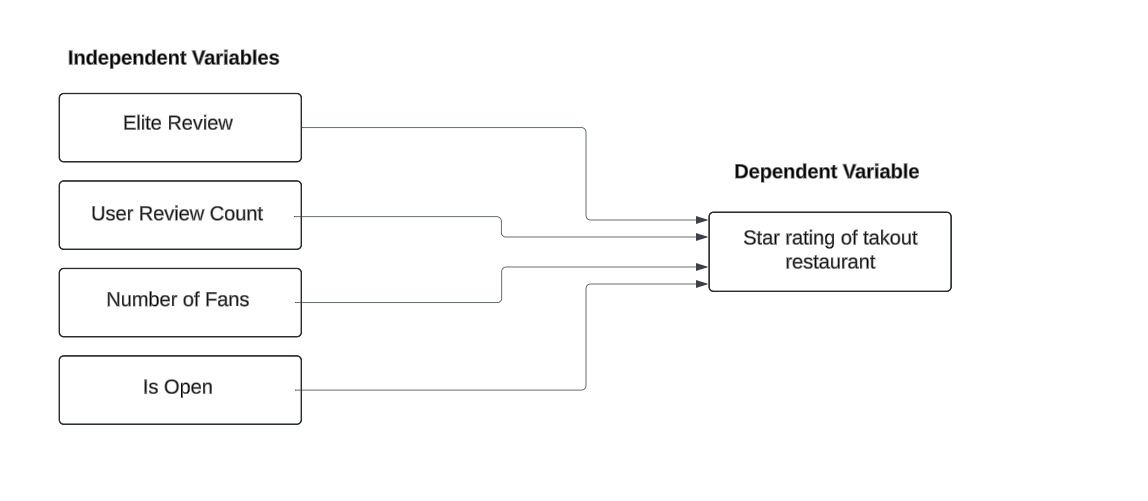 Independent Variables
Elite Review
User Review Count
Number of Fans
Is Open
Dependent Variable
Star rating of takout
restaurant